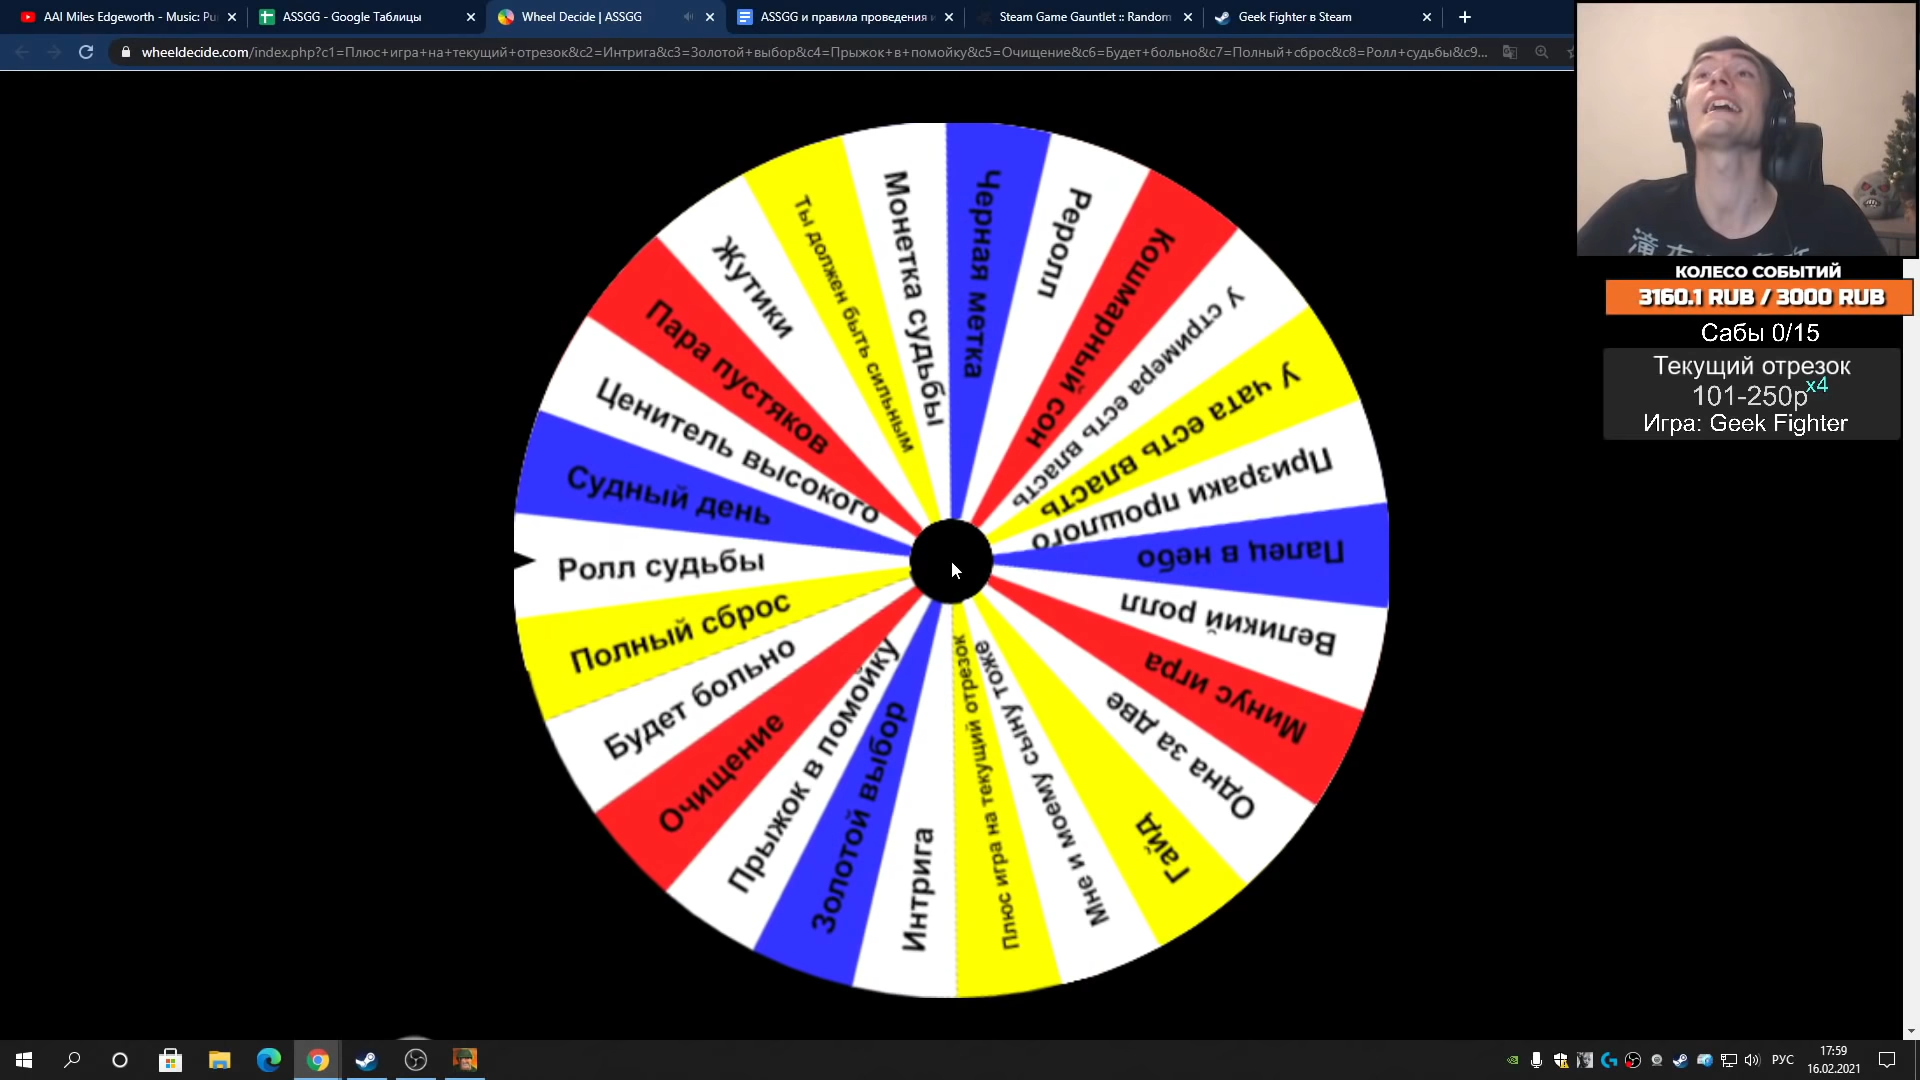 AAI Miles Edgeworth - Music: Pu
ASSGG - Google Таблицы
Wheel Decide | ASSGG
ASSGG и правила проведения и
Steam Game Gauntlet :: Random
Geek Fighter в Steam
wheeldecide.com/index.php?c1=Плюс+игра+на+текущий+отрезок&c2=Интрига&c3=Золотой+выбор&c4=Прыжок+в+помойку&c5=Очищение&c6=Будет+больно&c7=Полный+сброс&c8=Ролл+судьбы&c9...
Черная метка
Реролл
Кошмарный сон
У стримера есть власть
У чата есть власть
Призраки прошлого
Палец в небо
Великий ролл
Минус игра
Одна за две
Гайд
Мне и моему сыну тоже
Плюс игра на текущий отрезок
Интрига
Золотой выбор
Прыжок в помойку
Очищение
Будет больно
Полный сброс
Ролл судьбы
Судный день
Ценитель высокого
Пара пустяков
Жутики
Ты должен быть сильным
Монетка судьбы
КОЛЕСО СОБЫТИЙ
3160.1 RUB / 3000 RUB
Сабы 0/15
Текущий отрезок
101-250р x4
Игра: Geek Fighter
РУС
17:59
16.02.2021